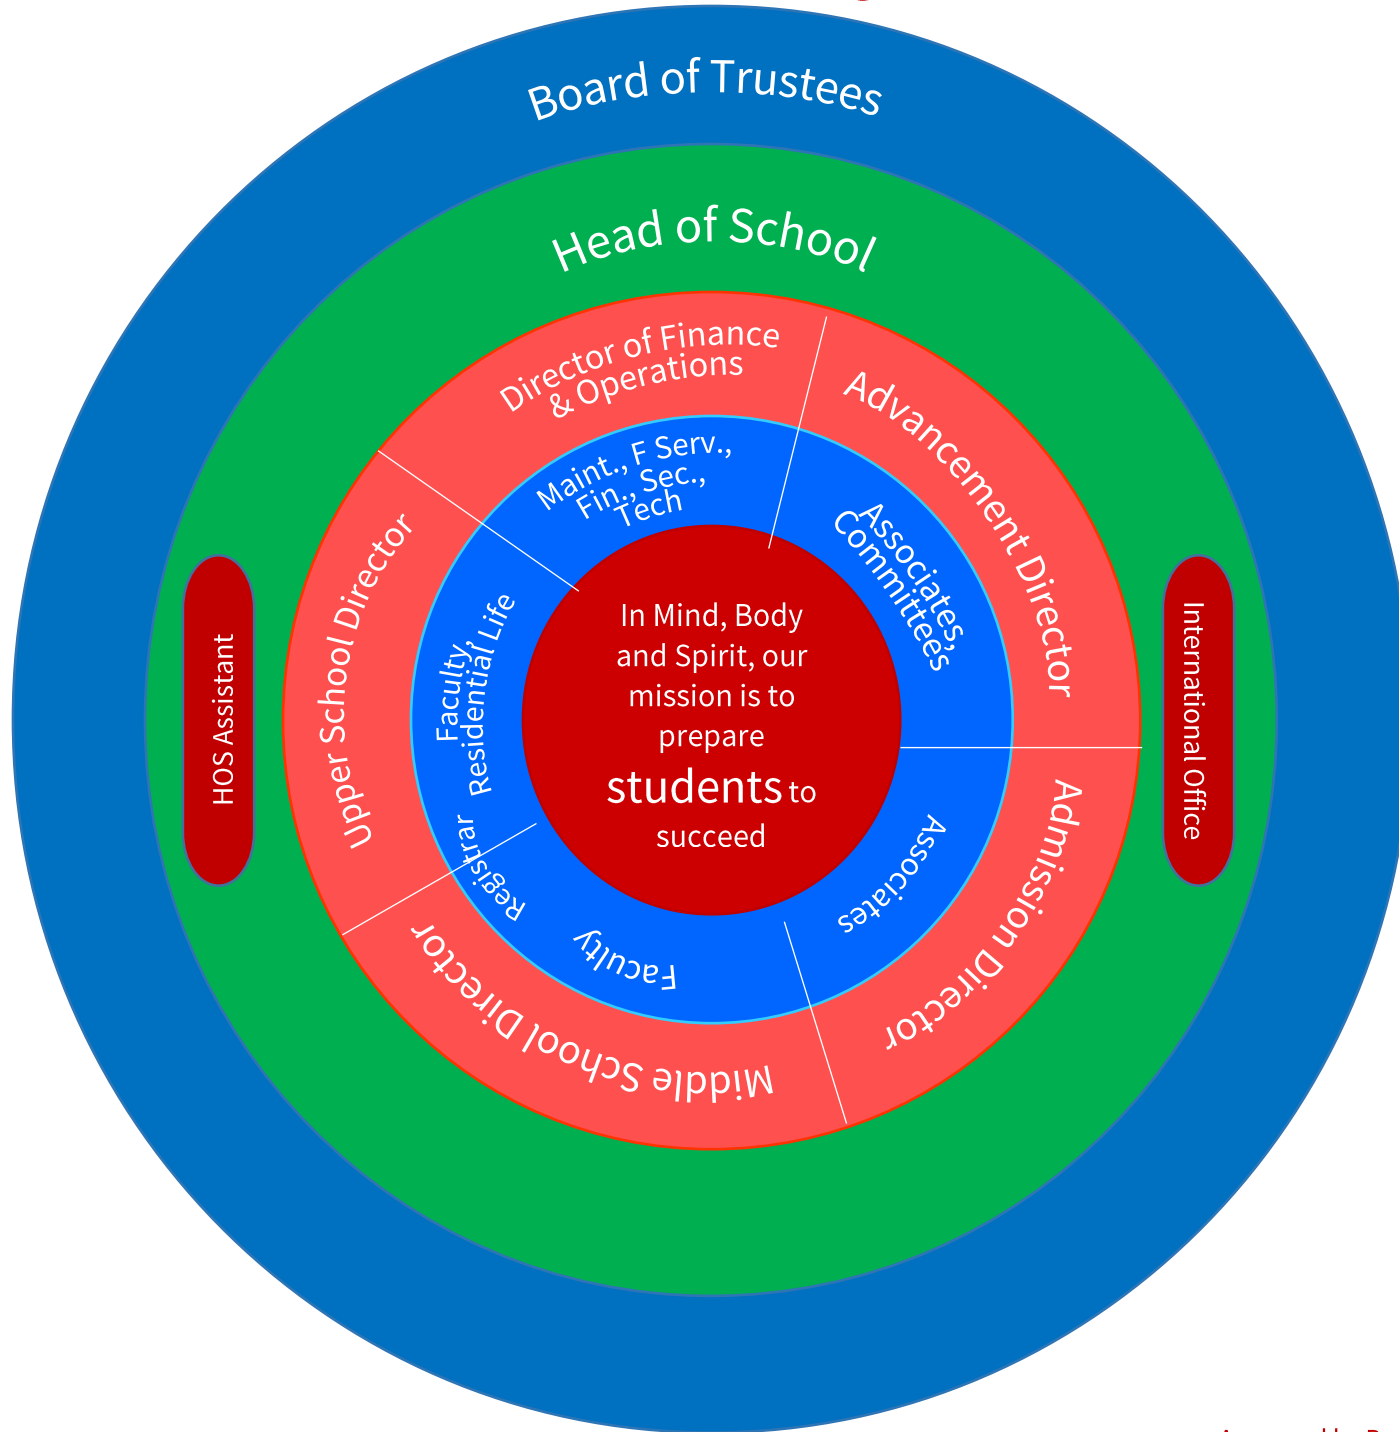 Board of Trustees
Head of School
Director of Finance
& Operations
Advancement Director
Maint., F Serv.,
Fin., Sec.,
Tech
Associates,
Committees
Upper School Director
Faculty,
Residential Life
HOS Assistant
International Office
In Mind, Body
and Spirit, our
mission is to
prepare
students to
succeed
Registrar
Faculty
Associates
Middle School Director
Admission Director